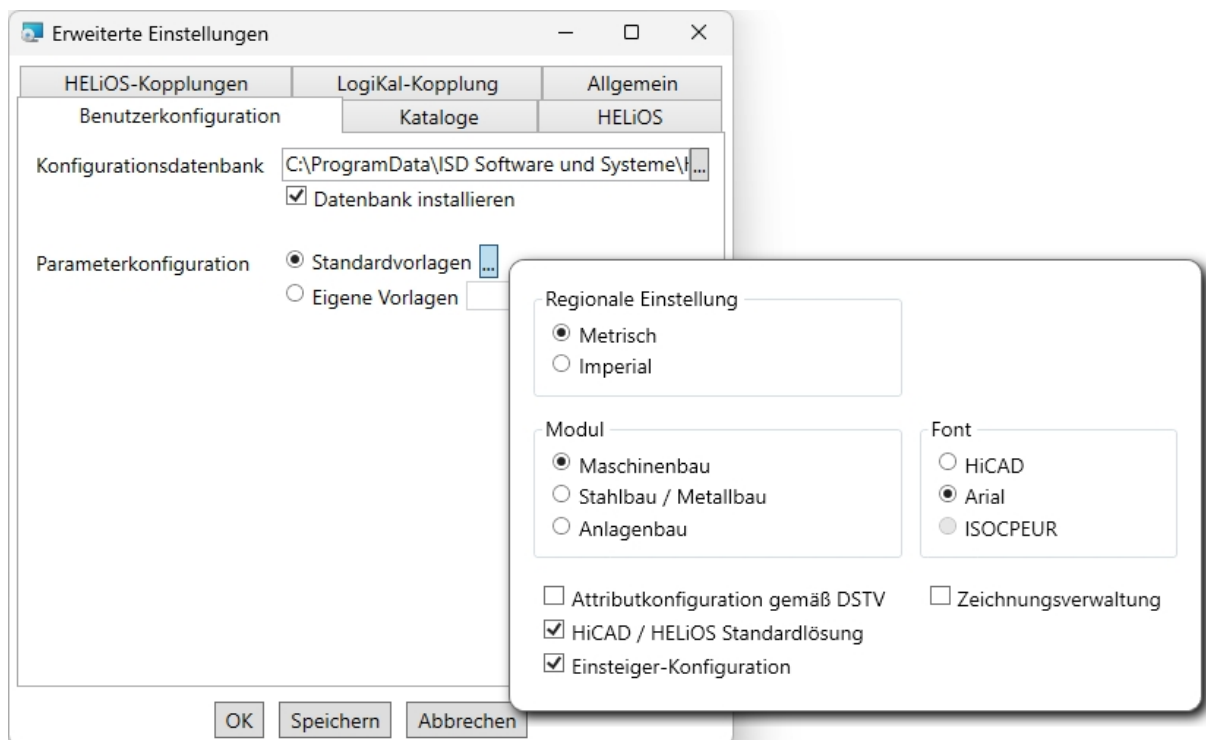 Erweiterte Einstellungen
HELiOS-Kopplungen LogiKal-Kopplung Allgemein
Benutzerkonfiguration Kataloge HELiOS
Konfigurationsdatenbank C:\ProgramData\ISD Software und Systeme\ ...
Datenbank installieren
Parameterkonfiguration Standardvorlagen ...
Eigene Vorlagen
Regionale Einstellung
Metrisch
Imperial
Modul
Maschinenbau
Stahlbau / Metallbau
Anlagenbau
Font
HiCAD
Arial
ISOCPEUR
Attributkonfiguration gemäß DSTV
HiCAD / HELiOS Standardlösung
Einsteiger-Konfiguration
Zeichnungsverwaltung
OK Speichern Abbrechen